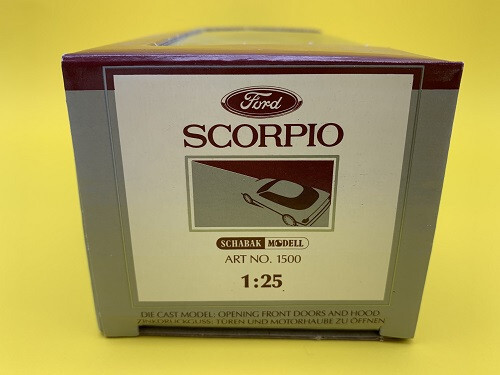 Ford
SCORPIO
SCHABAK MODELL
ART NO. 1500
1:25
DIE CAST MODEL: OPENING FRONT DOORS AND HOOD
ZINKDRUCKGUSS: TÜREN UND MOTORHAUBE ZU ÖFFNEN